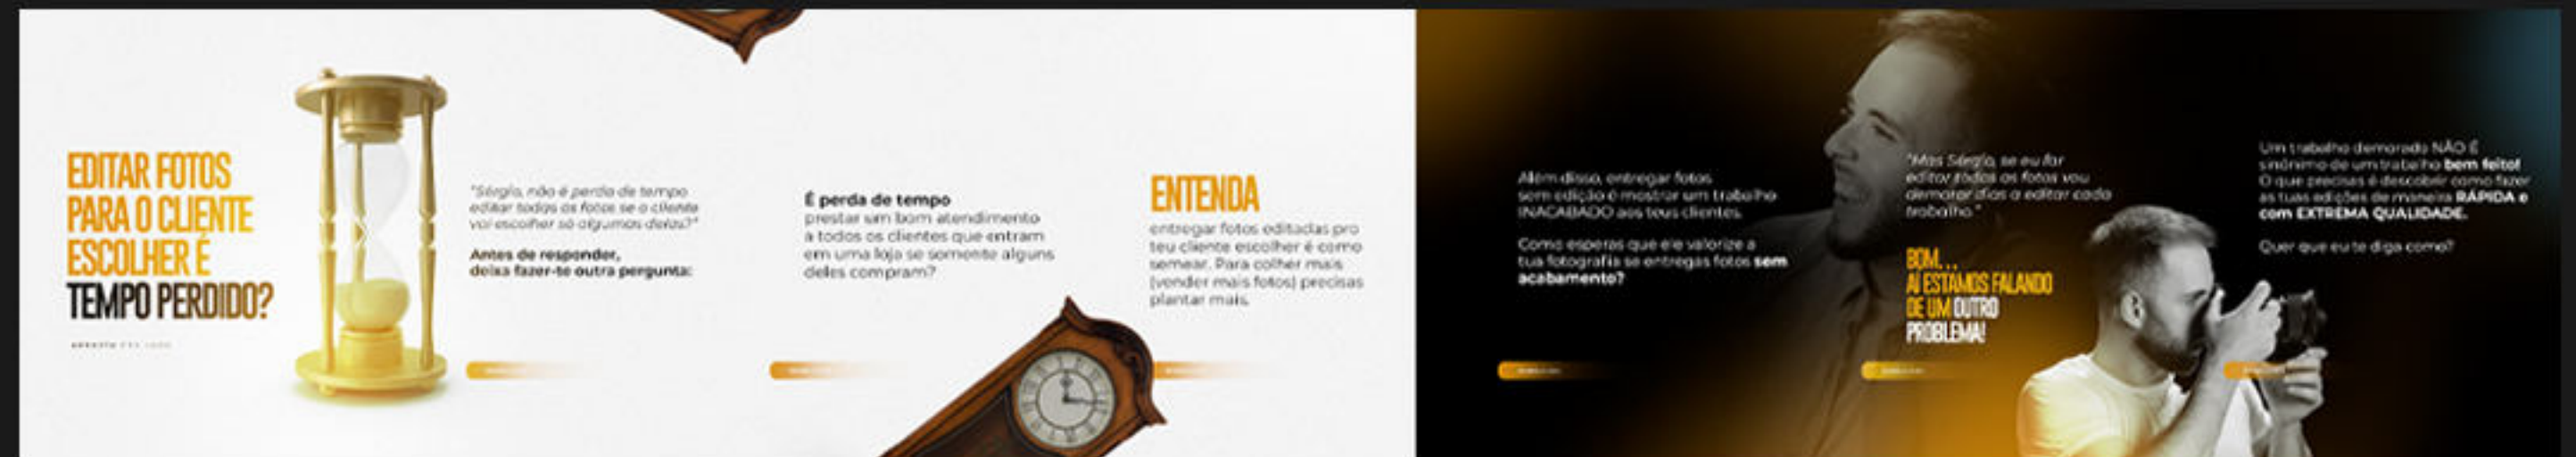 EDITAR FOTOS
PARA O CLIENTE
ESCOLHER É
TEMPO PERDIDO?
"Sérgio, não é perda de tempo
editar todas as fotos se o cliente
vai escolher só algumas delas?"
Antes de responder,
deixa fazer-te outra pergunta:
É perda de tempo
prestar um bom atendimento
a todos os clientes que entram
em uma loja se somente alguns
deles compram?
ENTENDA
entregar fotos editadas pro
teu cliente escolher é como
semear. Para colher mais
(vender mais fotos) precisas
plantar mais.
Além disso, entregar fotos
sem edição é mostrar um trabalho
INACABADO aos teus clientes.
Como esperas que ele valorize a
tua fotografia se entregas fotos sem
acabamento?
"Mas Sérgio, se eu for
editar todas as fotos vou
demorar dias a editar cada
trabalho."
BOM...
AÍ ESTAMOS FALANDO
DE UM OUTRO
PROBLEMA!
Um trabalho demorado NÃO É
sinónimo de um trabalho bem feito!
O que precisas é descobrir como fazer
as tuas edições de maneira RÁPIDA e
com EXTREMA QUALIDADE.
Quer que eu te diga como?